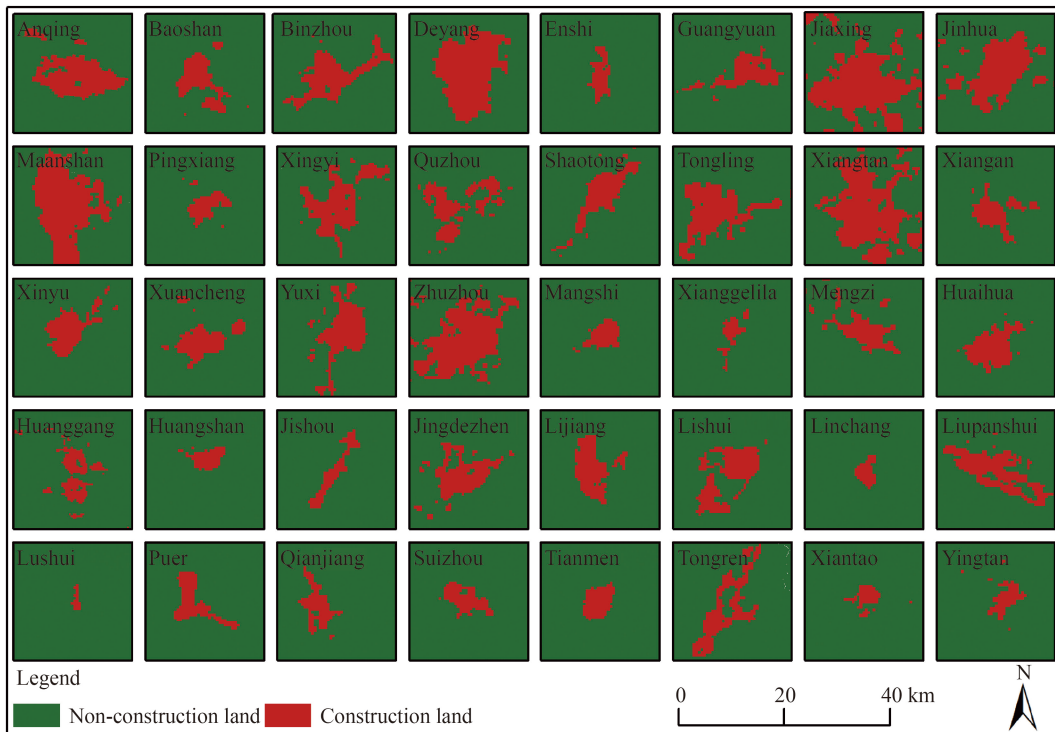 Anqing Baoshan Binzhou Deyang Enshi Guangyuan Jiaxing Jinhua
Maanshan Pingxiang Xingyi Quzhou Shaotong Tongling Xiangtan Xiangan
Xinyu Xuancheng Yuxi Zhuzhou Mangshi Xianggelila Mengzi Huaihua
Huanggang Huangshan Jishou Jingdezhen Lijiang Lishui Linchang Liupanshui
Lushui Puer Qianjiang Suizhou Tianmen Tongren Xiantao Yingtan
Legend
Non-construction land Construction land
0 20 40 km
N